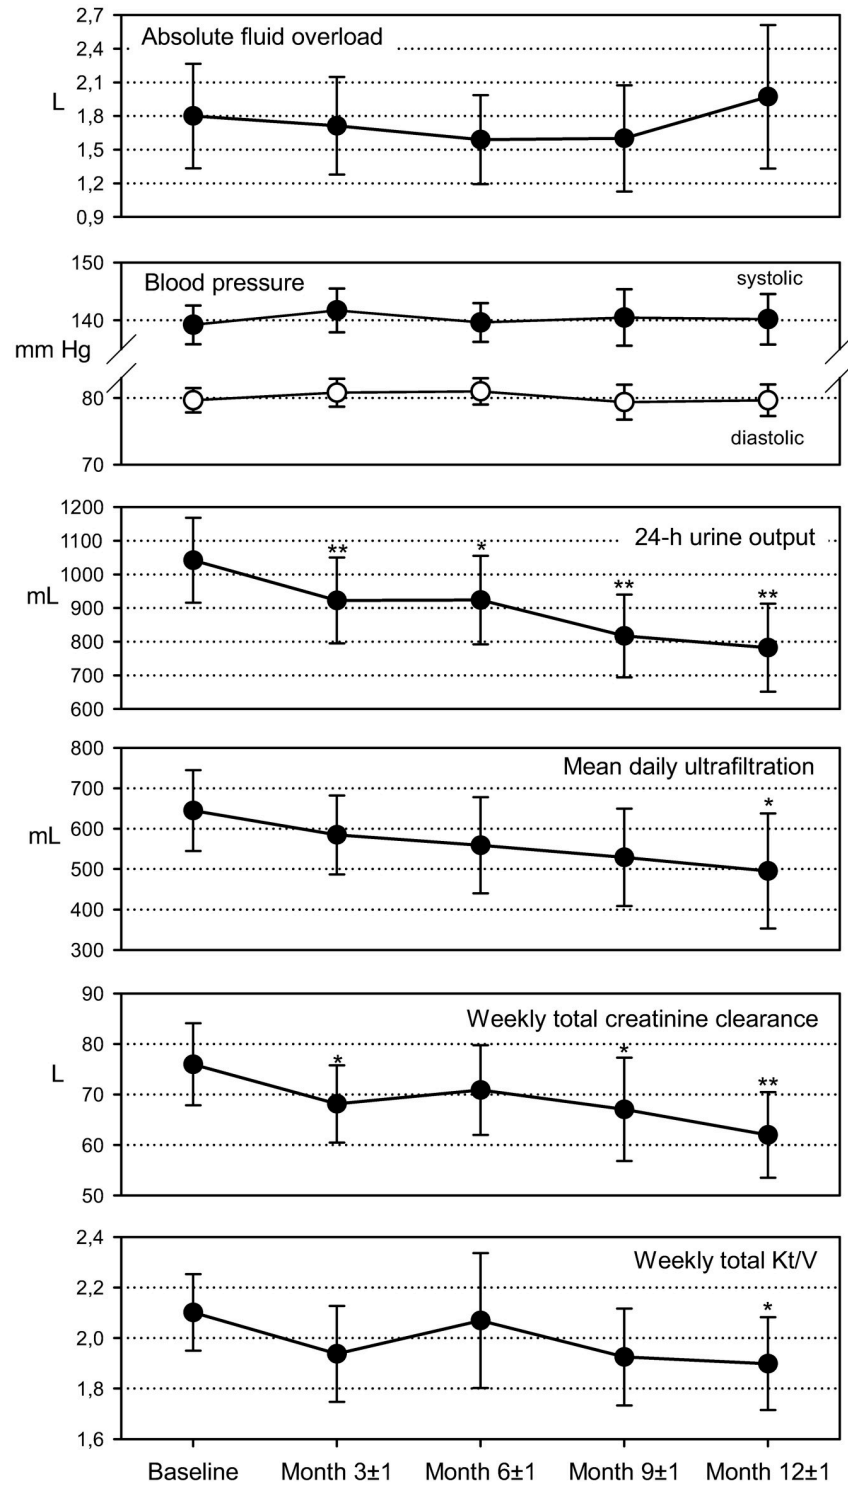 2,7
Absolute fluid overload
2,4
2,1
L
1,8
1,5
1,2
0,9
150
Blood pressure
systolic
140
mm Hg
80
diastolic
70
1200
1100
24-h urine output
** * ** **
1000
mL
900
800
700
600
800
Mean daily ultrafiltration
700
*
600
mL
500
400
300
90
Weekly total creatinine clearance
80
* * **
L
70
60
50
2,4
Weekly total Kt/V
2,2
*
2,0
1,8
1,6
Baseline Month 3±1 Month 6±1 Month 9±1 Month 12±1